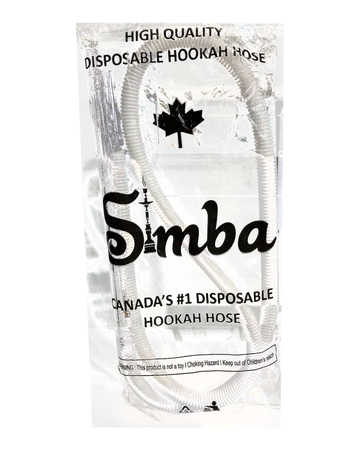 HIGH QUALITY
DISPOSABLE HOOKAH HOSE
Simba
CANADA'S #1 DISPOSABLE
HOOKAH HOSE
WARNING: This product is not a toy | Choking Hazard | Keep out of Children's reach